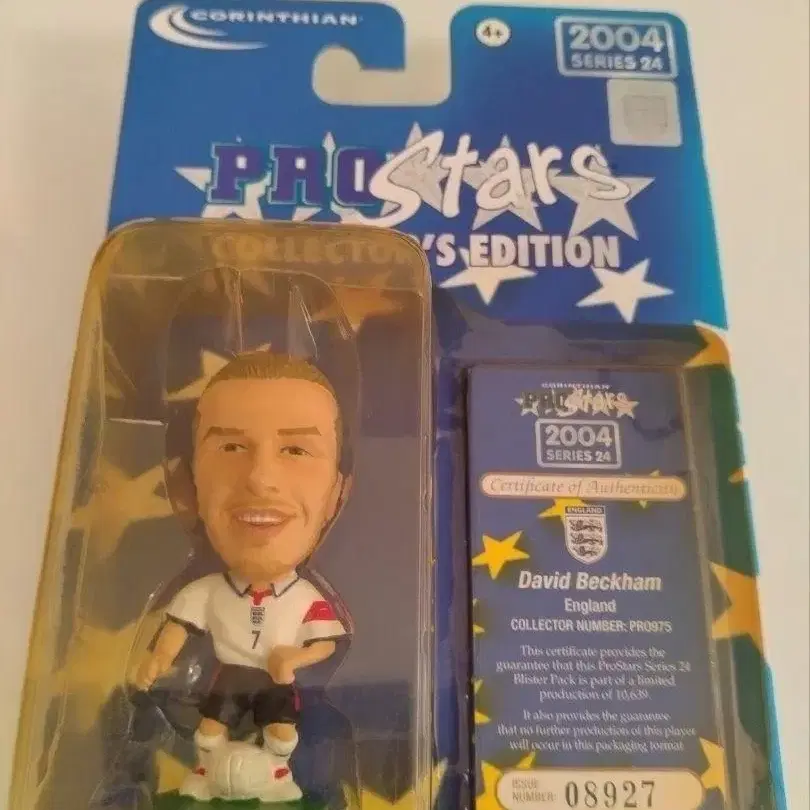 CORINTHIAN
4+
2004
SERIES 24
PROStars
COLLECTOR'S EDITION
CORINTHIAN
PROStars
2004
SERIES 24
Certificate of Authenticity
ENGLAND
David Beckham
England
COLLECTOR NUMBER: PRO975
This certificate provides the
guarantee that this ProStars Series 24
Blister Pack is part of a limited
production of 10,639.
It also provides the guarantee
that no further production of this player
will occur in this packaging format
ISSUE
NUMBER: 08927
7